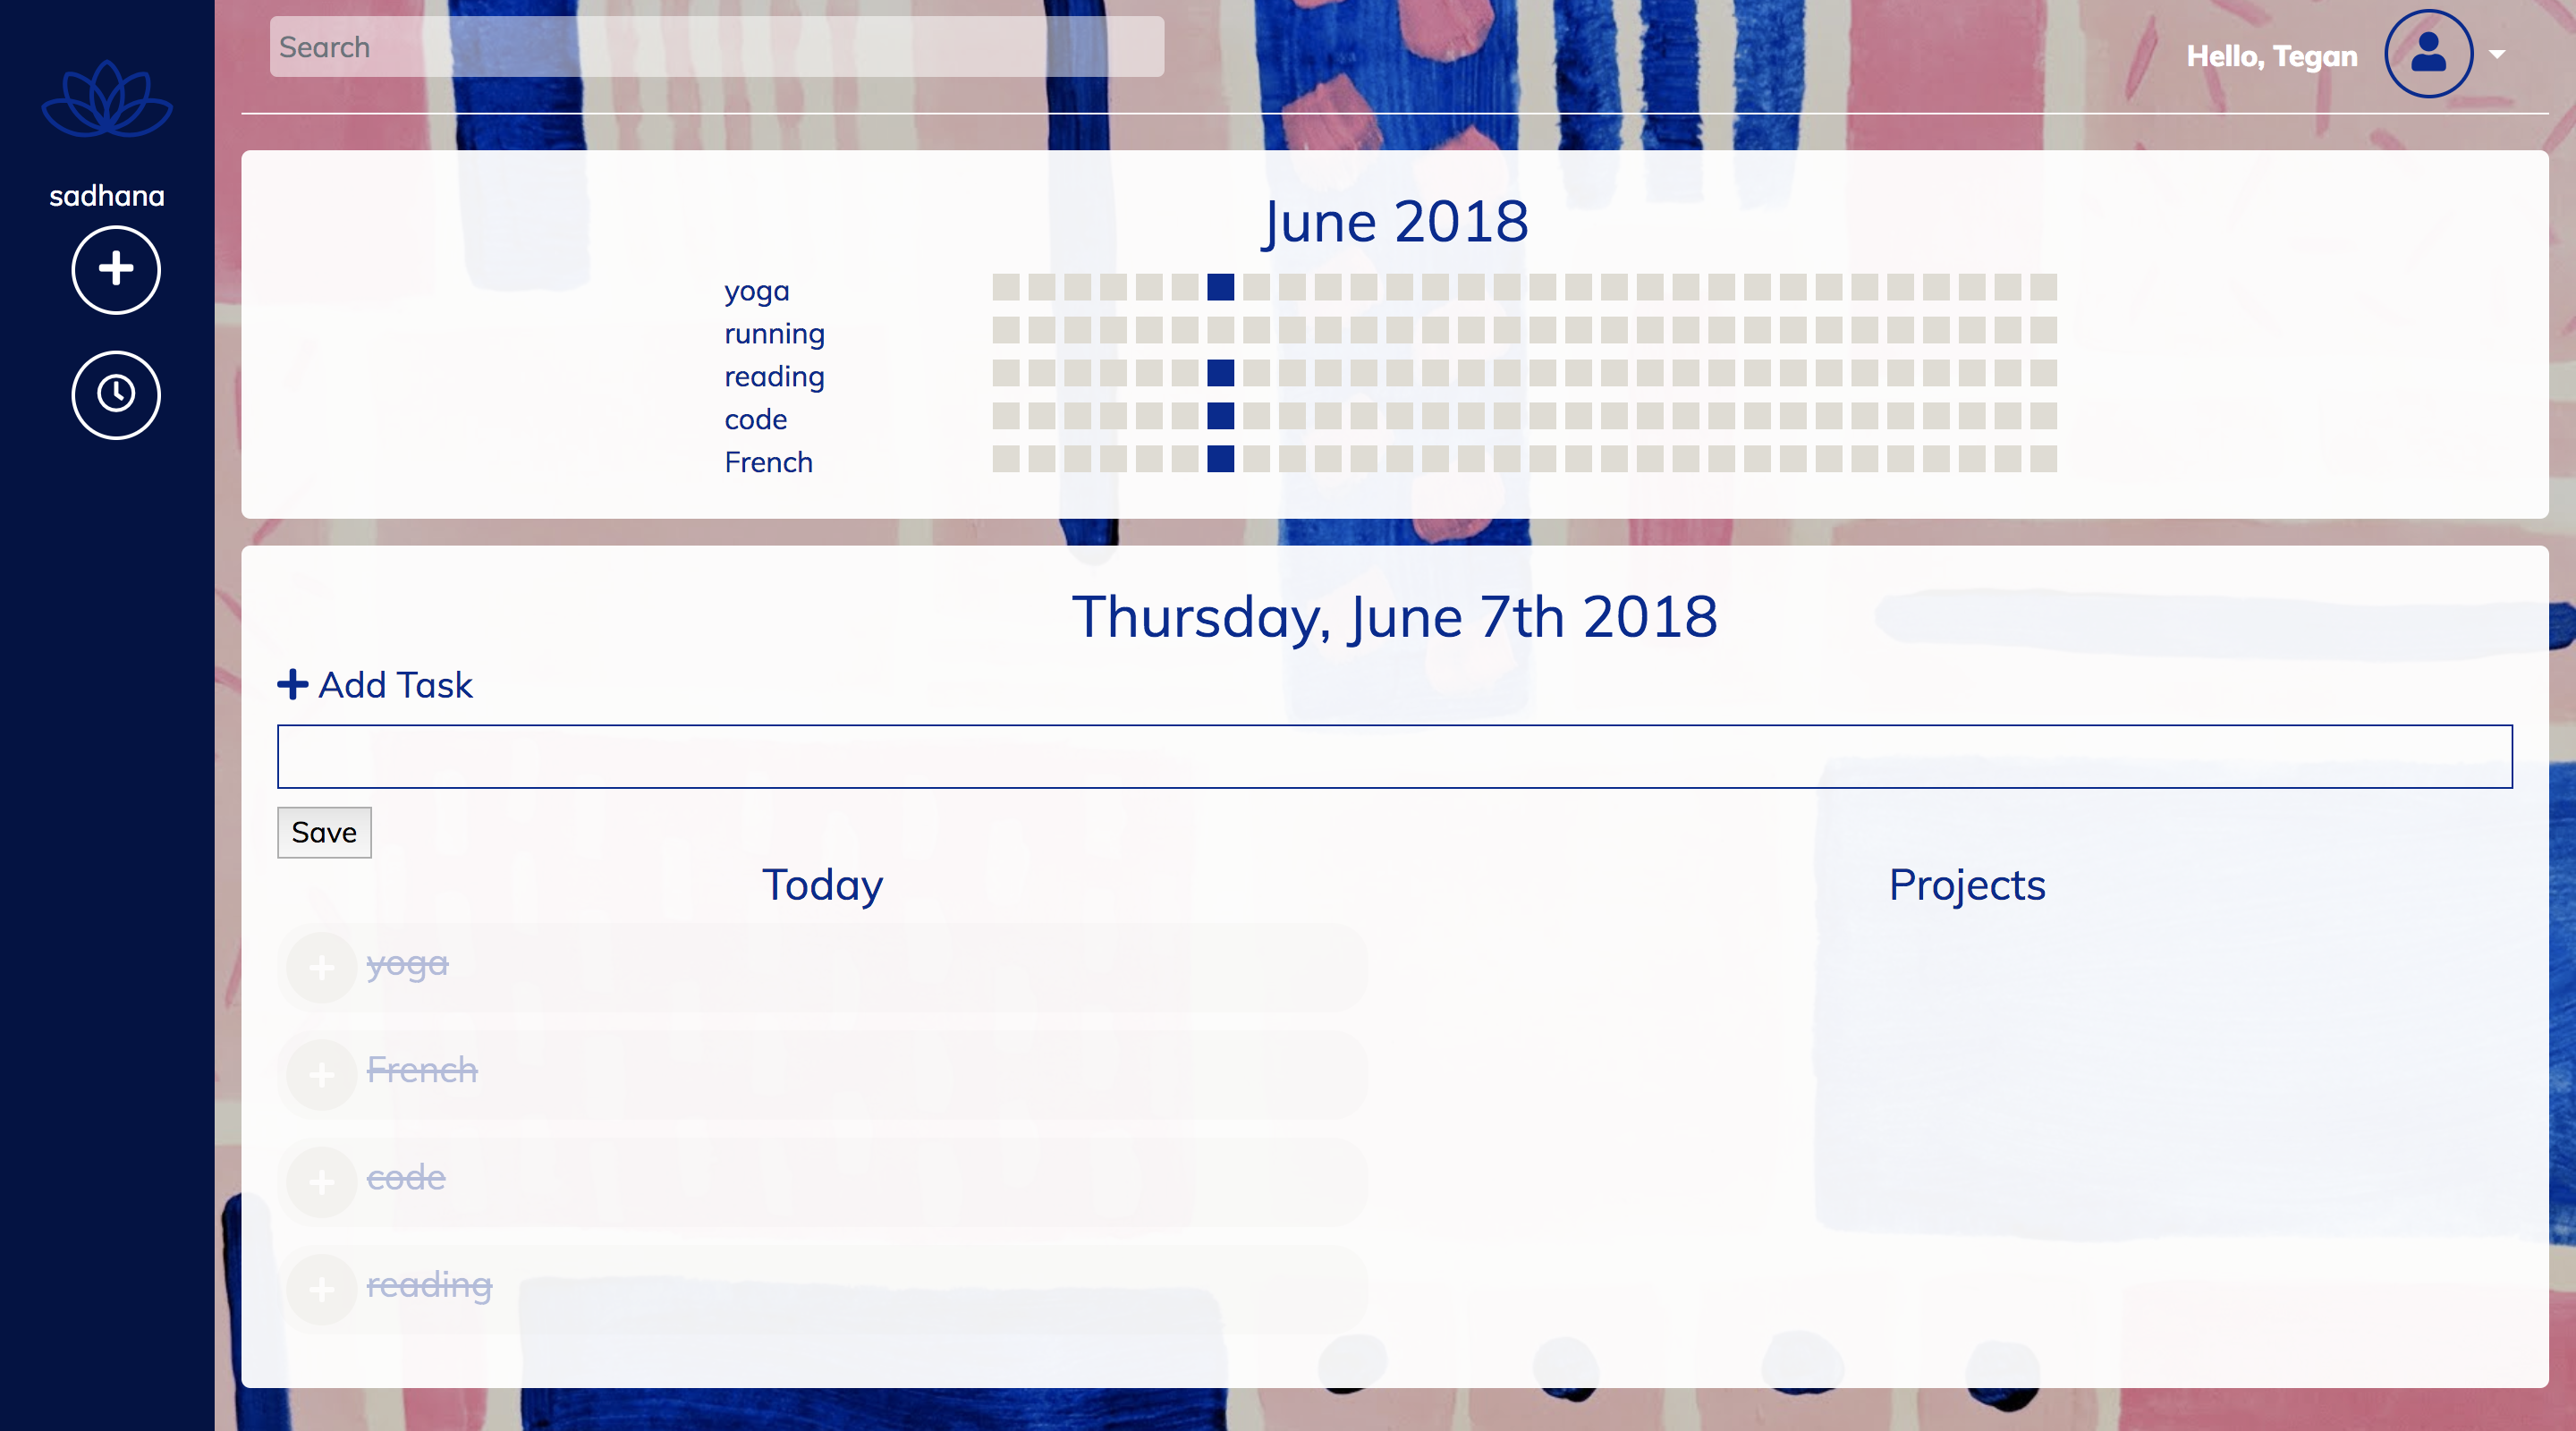 Search
Hello, Tegan
sadhana
June 2018
yoga
running
reading
code
French
Thursday, June 7th 2018
Add Task
Save
Today
Projects
yoga
French
code
reading